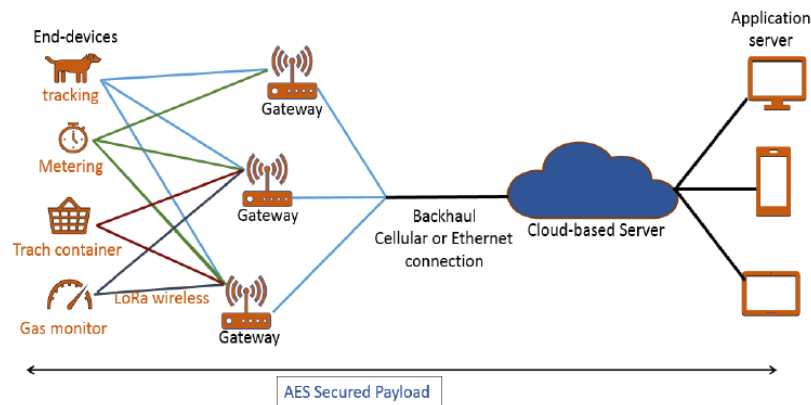 End-devices
tracking
Metering
Trach container
Gas monitor
LoRa wireless
Gateway
Gateway
Gateway
Backhaul
Cellular or Ethernet
connection
Cloud-based Server
Application
server
AES Secured Payload